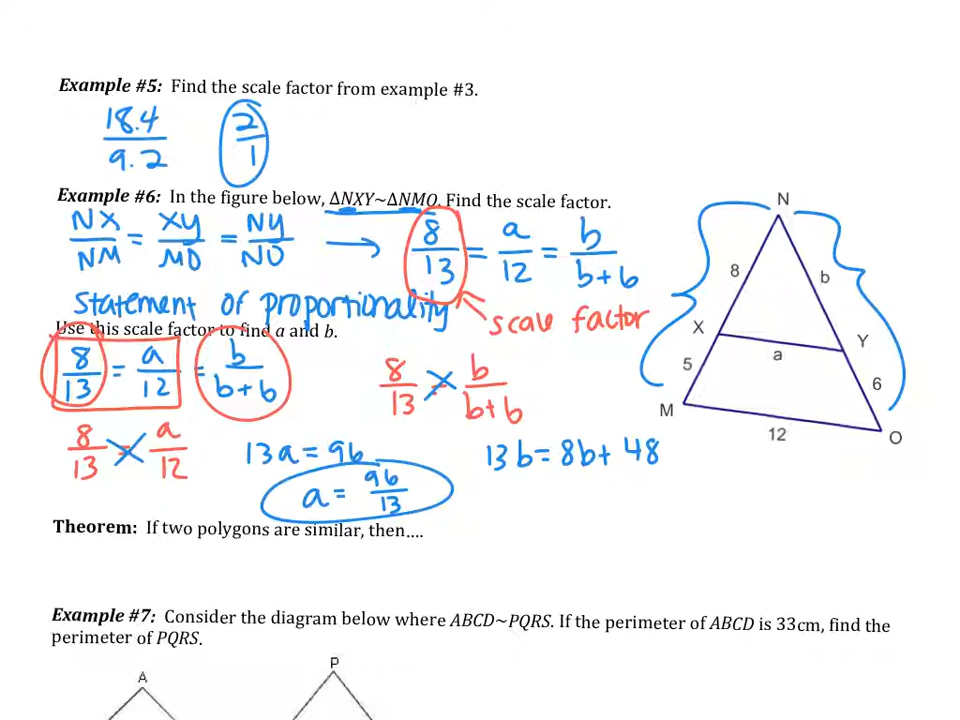 Example #5: Find the scale factor from example #3.
18.4/9.2 2/1
Example #6: In the figure below, ΔNXY~ΔNMO. Find the scale factor.
NX/NM = XY/MO = NY/NO → 8/13 = a/12 = b/b+6
Statement of proportionality
scale factor
Use this scale factor to find a and b.
8/13 = a/12 = b/b+6
8/13 = b/b+6
8/13 = a/12
13a = 96
13b = 8b + 48
a = 96/13
N
8
b
X
Y
a
5
6
M
O
12
Theorem: If two polygons are similar, then....
Example #7: Consider the diagram below where ABCD~PQRS. If the perimeter of ABCD is 33cm, find the
perimeter of PQRS.
A
P